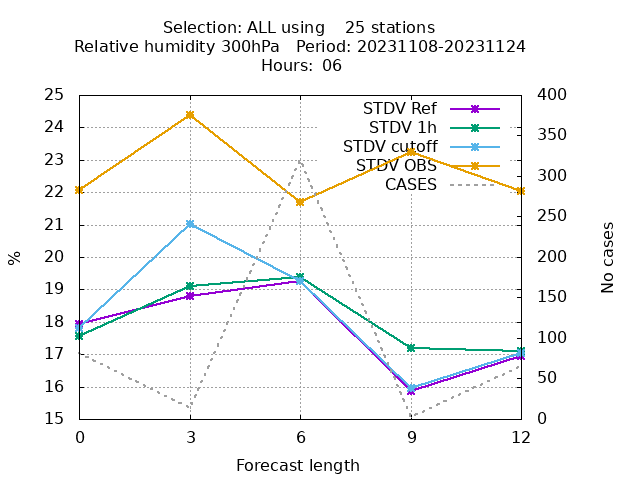 Selection: ALL using    25 stations
Relative humidity 300hPa   Period: 20231108-20231124
Hours: 06
STDV Ref
STDV 1h
STDV cutoff
STDV OBS
CASES
25
24
23
22
21
20
19
18
17
16
15
%
400
350
300
250
200
150
100
50
0
No cases
0
3
6
9
12
Forecast length